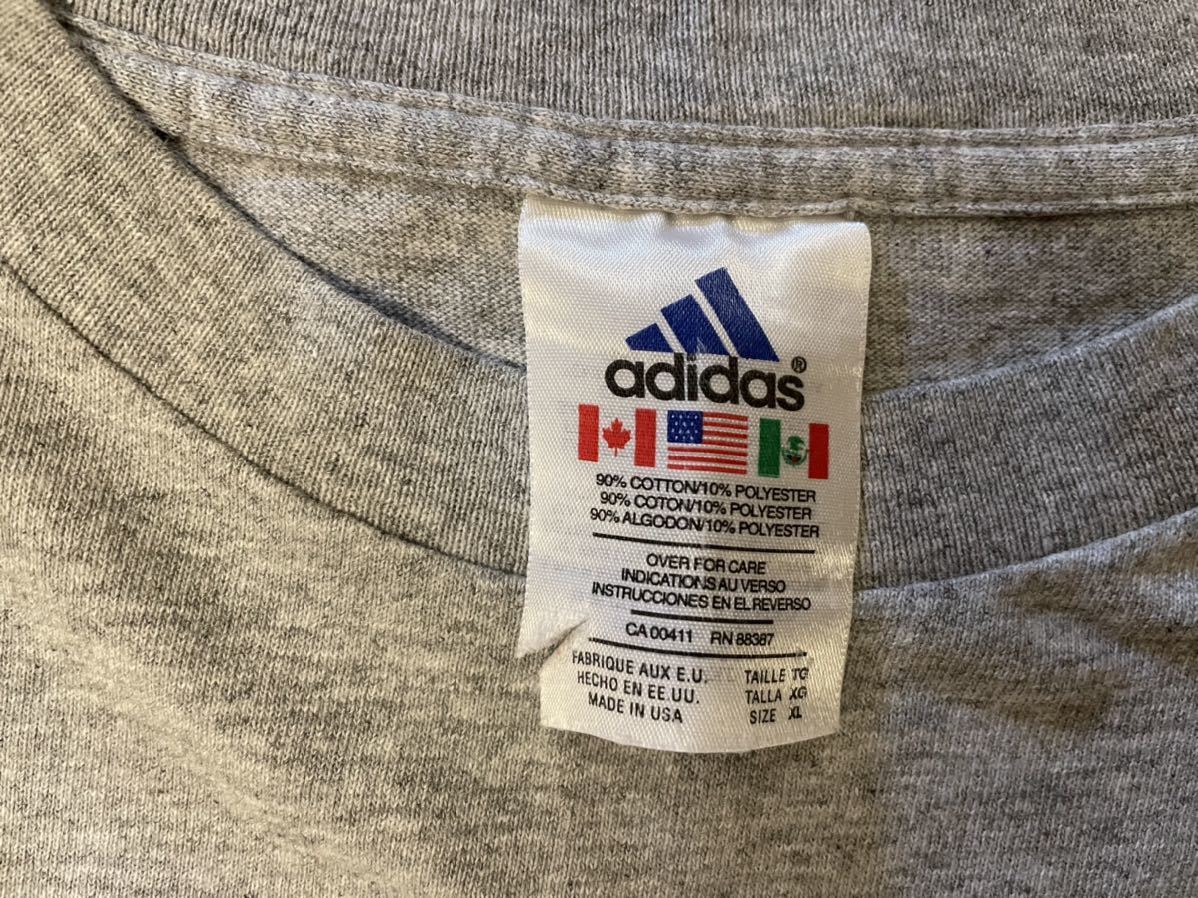 adidas®
90% COTTON/10% POLYESTER
90% COTON/10% POLYESTER
90% ALGODON/10% POLYESTER
OVER FOR CARE
INDICATIONS AU VERSO
INSTRUCCIONES EN EL REVERSO
CA 00411 RN 88387
FABRIQUE AUX E.U. TAILLE TG
HECHO EN EE.UU. TALLA XG
MADE IN USA SIZE XL